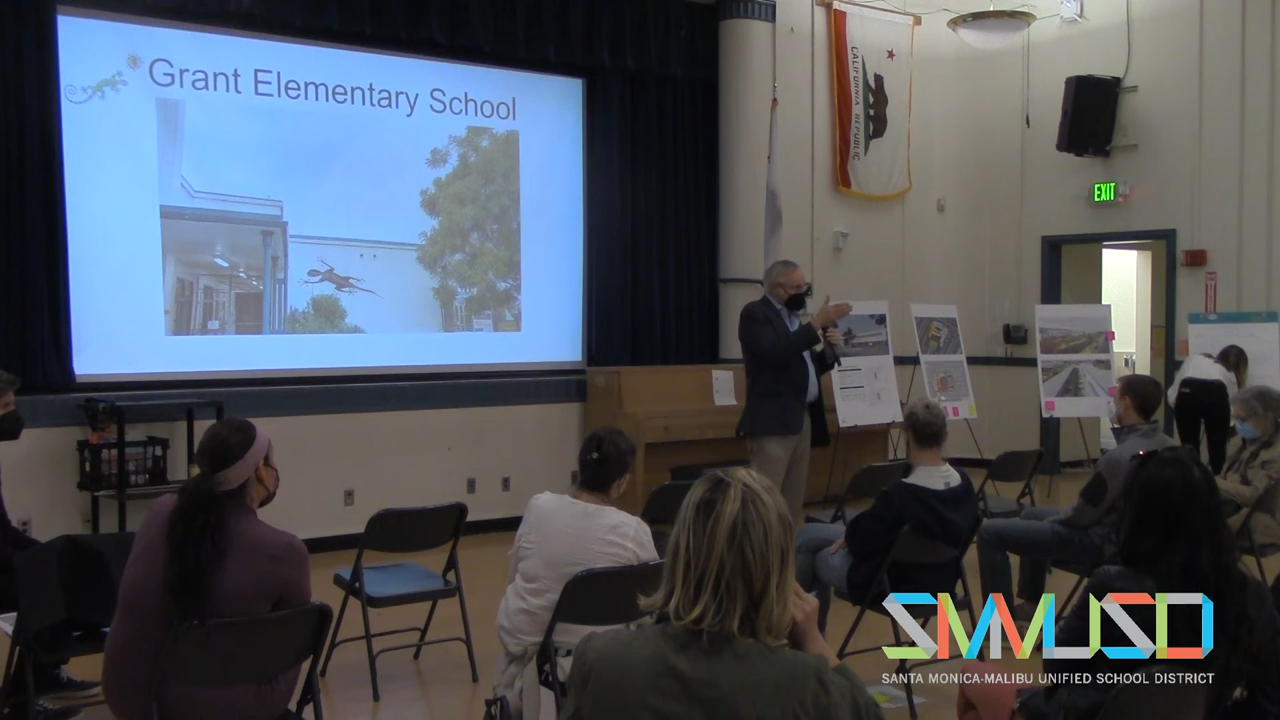 Grant Elementary School
CALIFORNIA REPUBLIC
EXIT
SMMUSD
SANTA MONICA-MALIBU UNIFIED SCHOOL DISTRICT